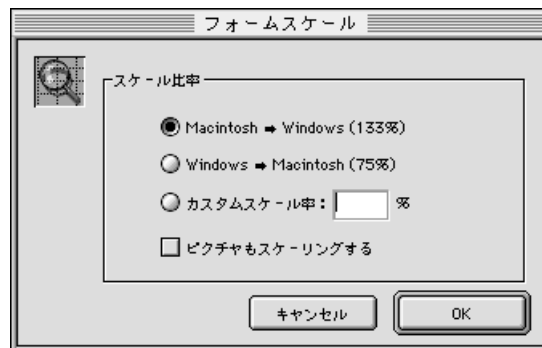 フォームスケール
スケール比率
Macintosh ➡ Windows (133%)
Windows ➡ Macintosh (75%)
カスタムスケール率： %
ピクチャもスケーリングする
キャンセル OK